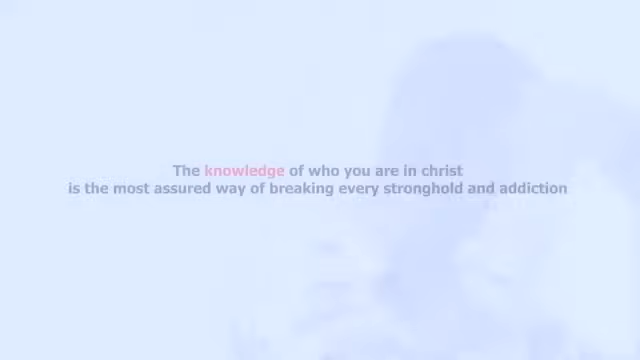 The knowledge of who you are in christ
is the most assured way of breaking every stronghold and addiction